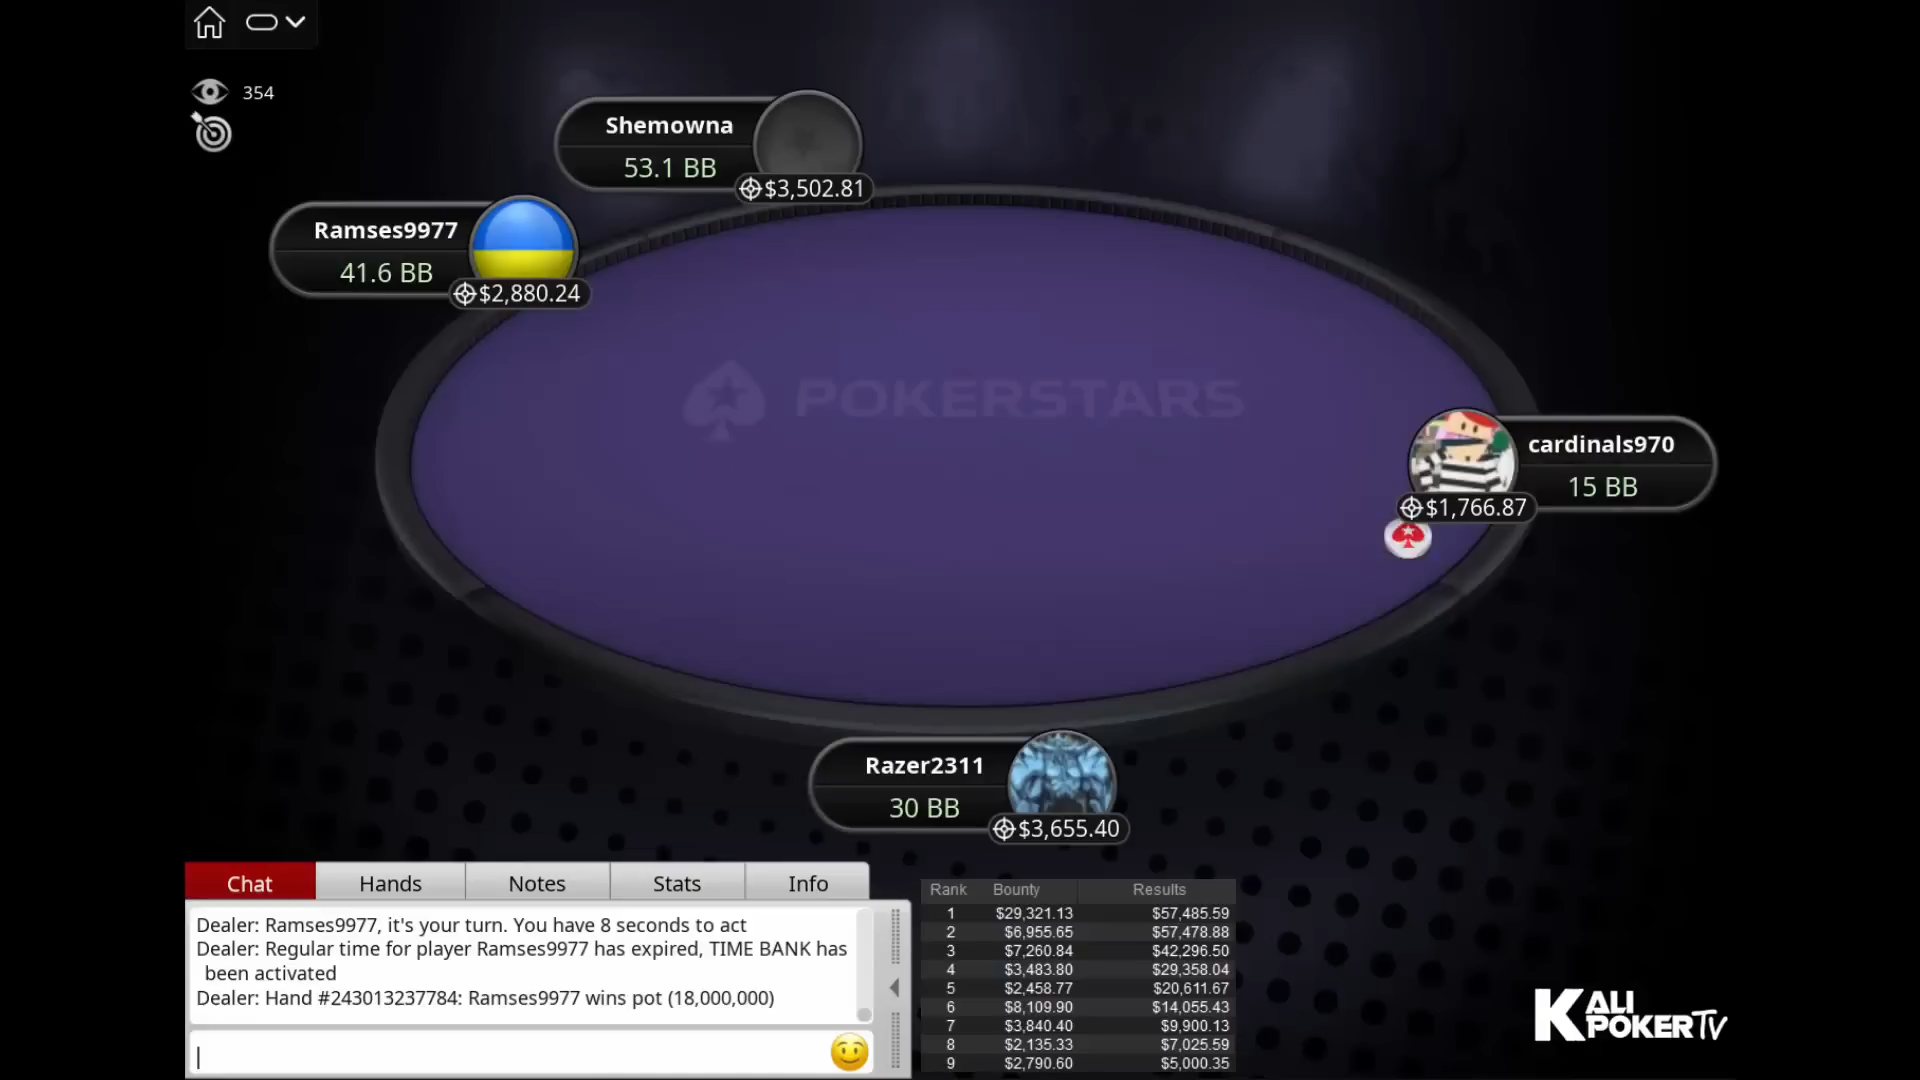 354
Shemowna
53.1 BB
$3,502.81
Ramses9977
41.6 BB
$2,880.24
POKERSTARS
cardinals970
15 BB
$1,766.87
Razer2311
30 BB
$3,655.40
Chat Hands Notes Stats Info
Dealer: Ramses9977, it's your turn. You have 8 seconds to act
Dealer: Regular time for player Ramses9977 has expired, TIME BANK has
been activated
Dealer: Hand #243013237784: Ramses9977 wins pot (18,000,000)
Rank Bounty Results
1 $29,321.13 $57,485.59
2 $6,955.65 $57,478.88
3 $7,260.84 $42,296.50
4 $3,483.80 $29,358.04
5 $2,458.77 $20,611.67
6 $8,109.90 $14,055.43
7 $3,840.40 $9,900.13
8 $2,135.33 $7,025.59
9 $2,790.60 $5,000.35
KALI
POKERTV